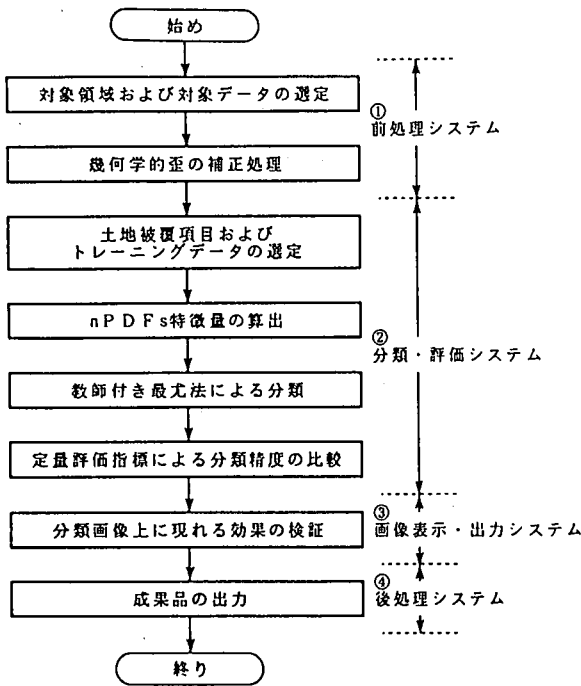 始め
対象領域および対象データの選定
①
前処理システム
幾何学的歪の補正処理
土地被覆項目および
トレーニングデータの選定
nPDFs特徴量の算出
②
分類・評価システム
教師付き最尤法による分類
定量評価指標による分類精度の比較
③
分類画像上に現れる効果の検証
画像表示・出力システム
④
成果品の出力
後処理システム
終り